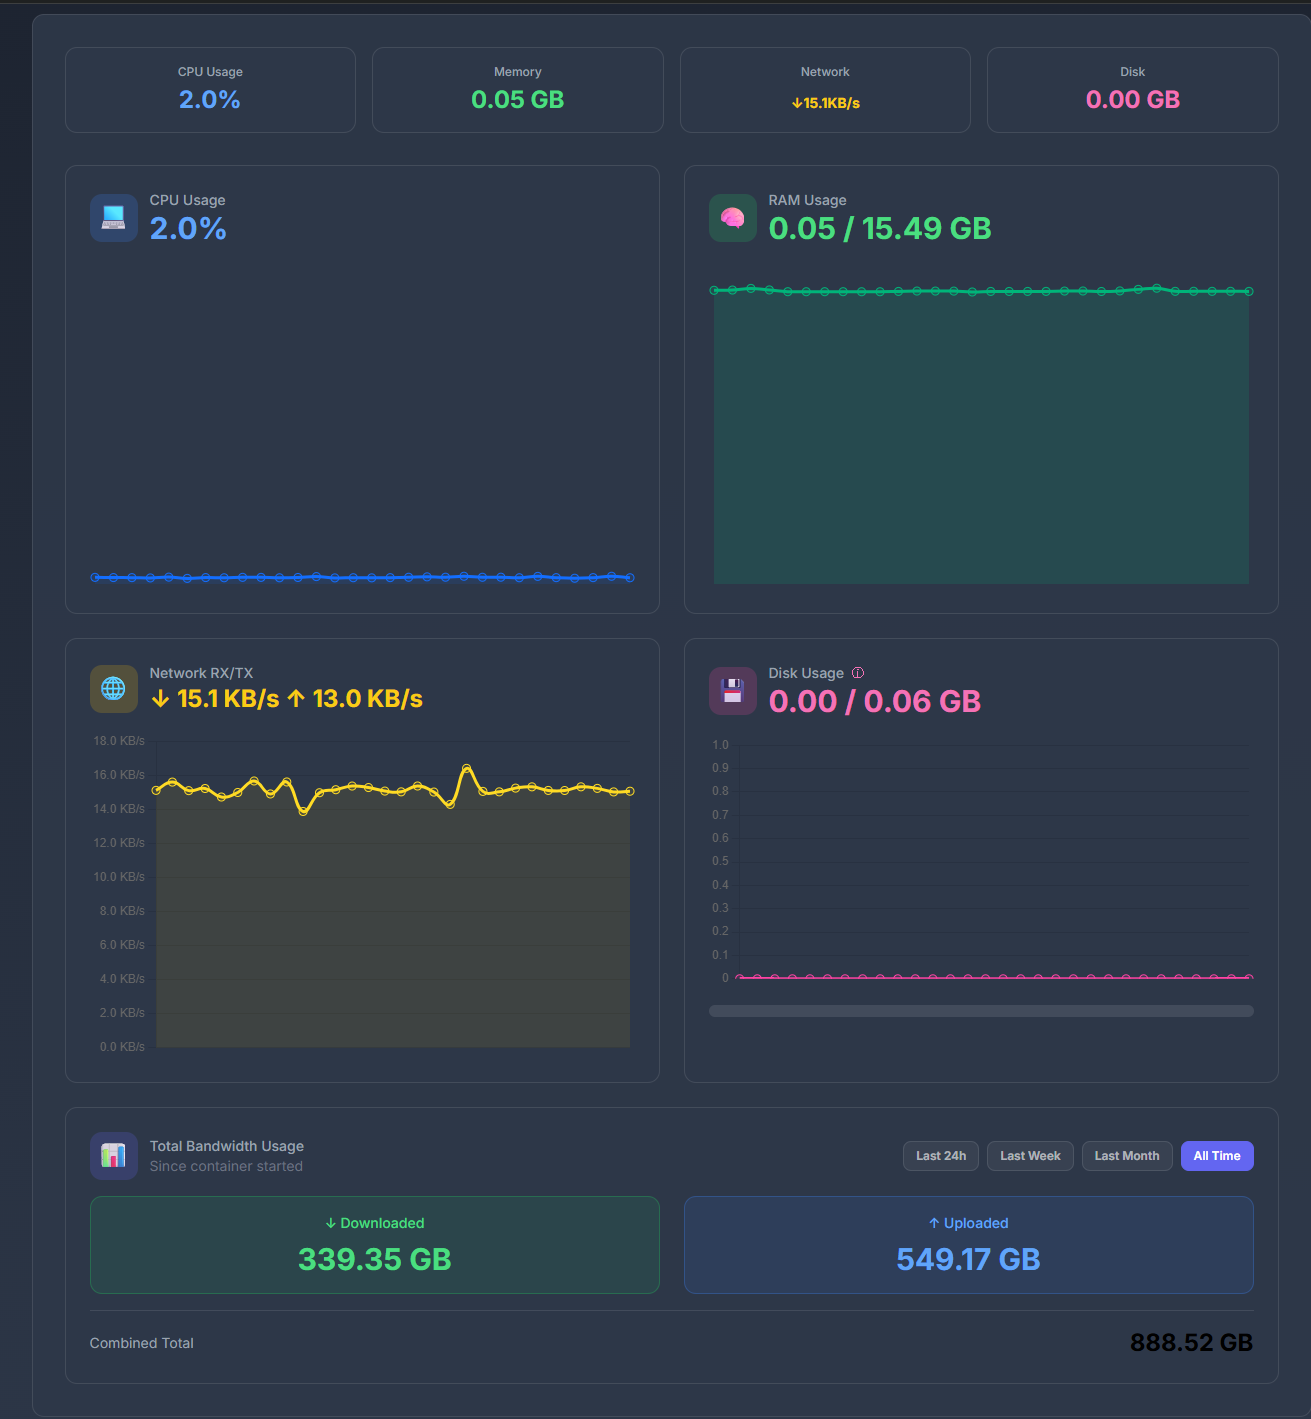 CPU Usage
2.0%
Memory
0.05 GB
Network
↓15.1KB/s
Disk
0.00 GB
CPU Usage
2.0%
RAM Usage
0.05 / 15.49 GB
Network RX/TX
↓ 15.1 KB/s ↑ 13.0 KB/s
18.0 KB/s
16.0 KB/s
14.0 KB/s
12.0 KB/s
10.0 KB/s
8.0 KB/s
6.0 KB/s
4.0 KB/s
2.0 KB/s
0.0 KB/s
Disk Usage ⓘ
0.00 / 0.06 GB
1.0
0.9
0.8
0.7
0.6
0.5
0.4
0.3
0.2
0.1
0
Total Bandwidth Usage
Since container started
Last 24h
Last Week
Last Month
All Time
↓ Downloaded
339.35 GB
↑ Uploaded
549.17 GB
Combined Total
888.52 GB